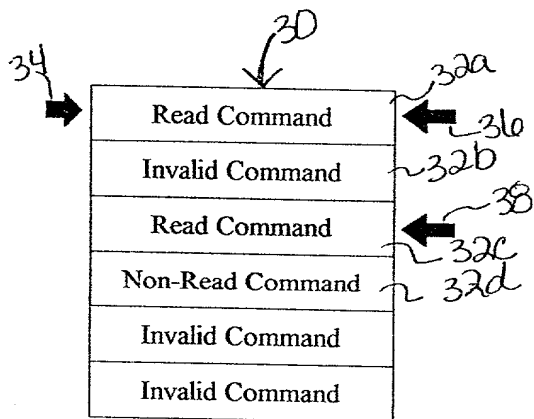 30
34
32a
Read Command
36
Invalid Command
32b
Read Command
38
32c
Non-Read Command
32d
Invalid Command
Invalid Command